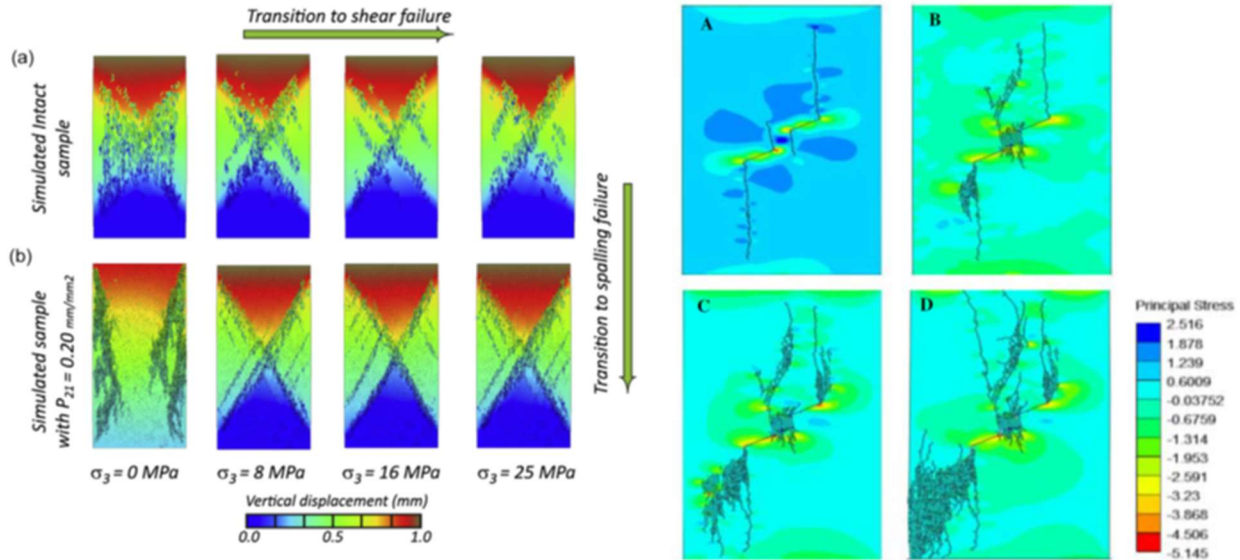 Transition to shear failure
(a)
Simulated Intact
sample
(b)
Simulated sample
with P21 = 0.20 mm/mm2
σ3 = 0 MPa
σ3 = 8 MPa
σ3 = 16 MPa
σ3 = 25 MPa
Vertical displacement (mm)
0.0
0.5
1.0
Transition to spalling failure
A
B
C
D
Principal Stress
2.516
1.878
1.239
0.6009
-0.03752
-0.6759
-1.314
-1.953
-2.591
-3.23
-3.868
-4.506
-5.145